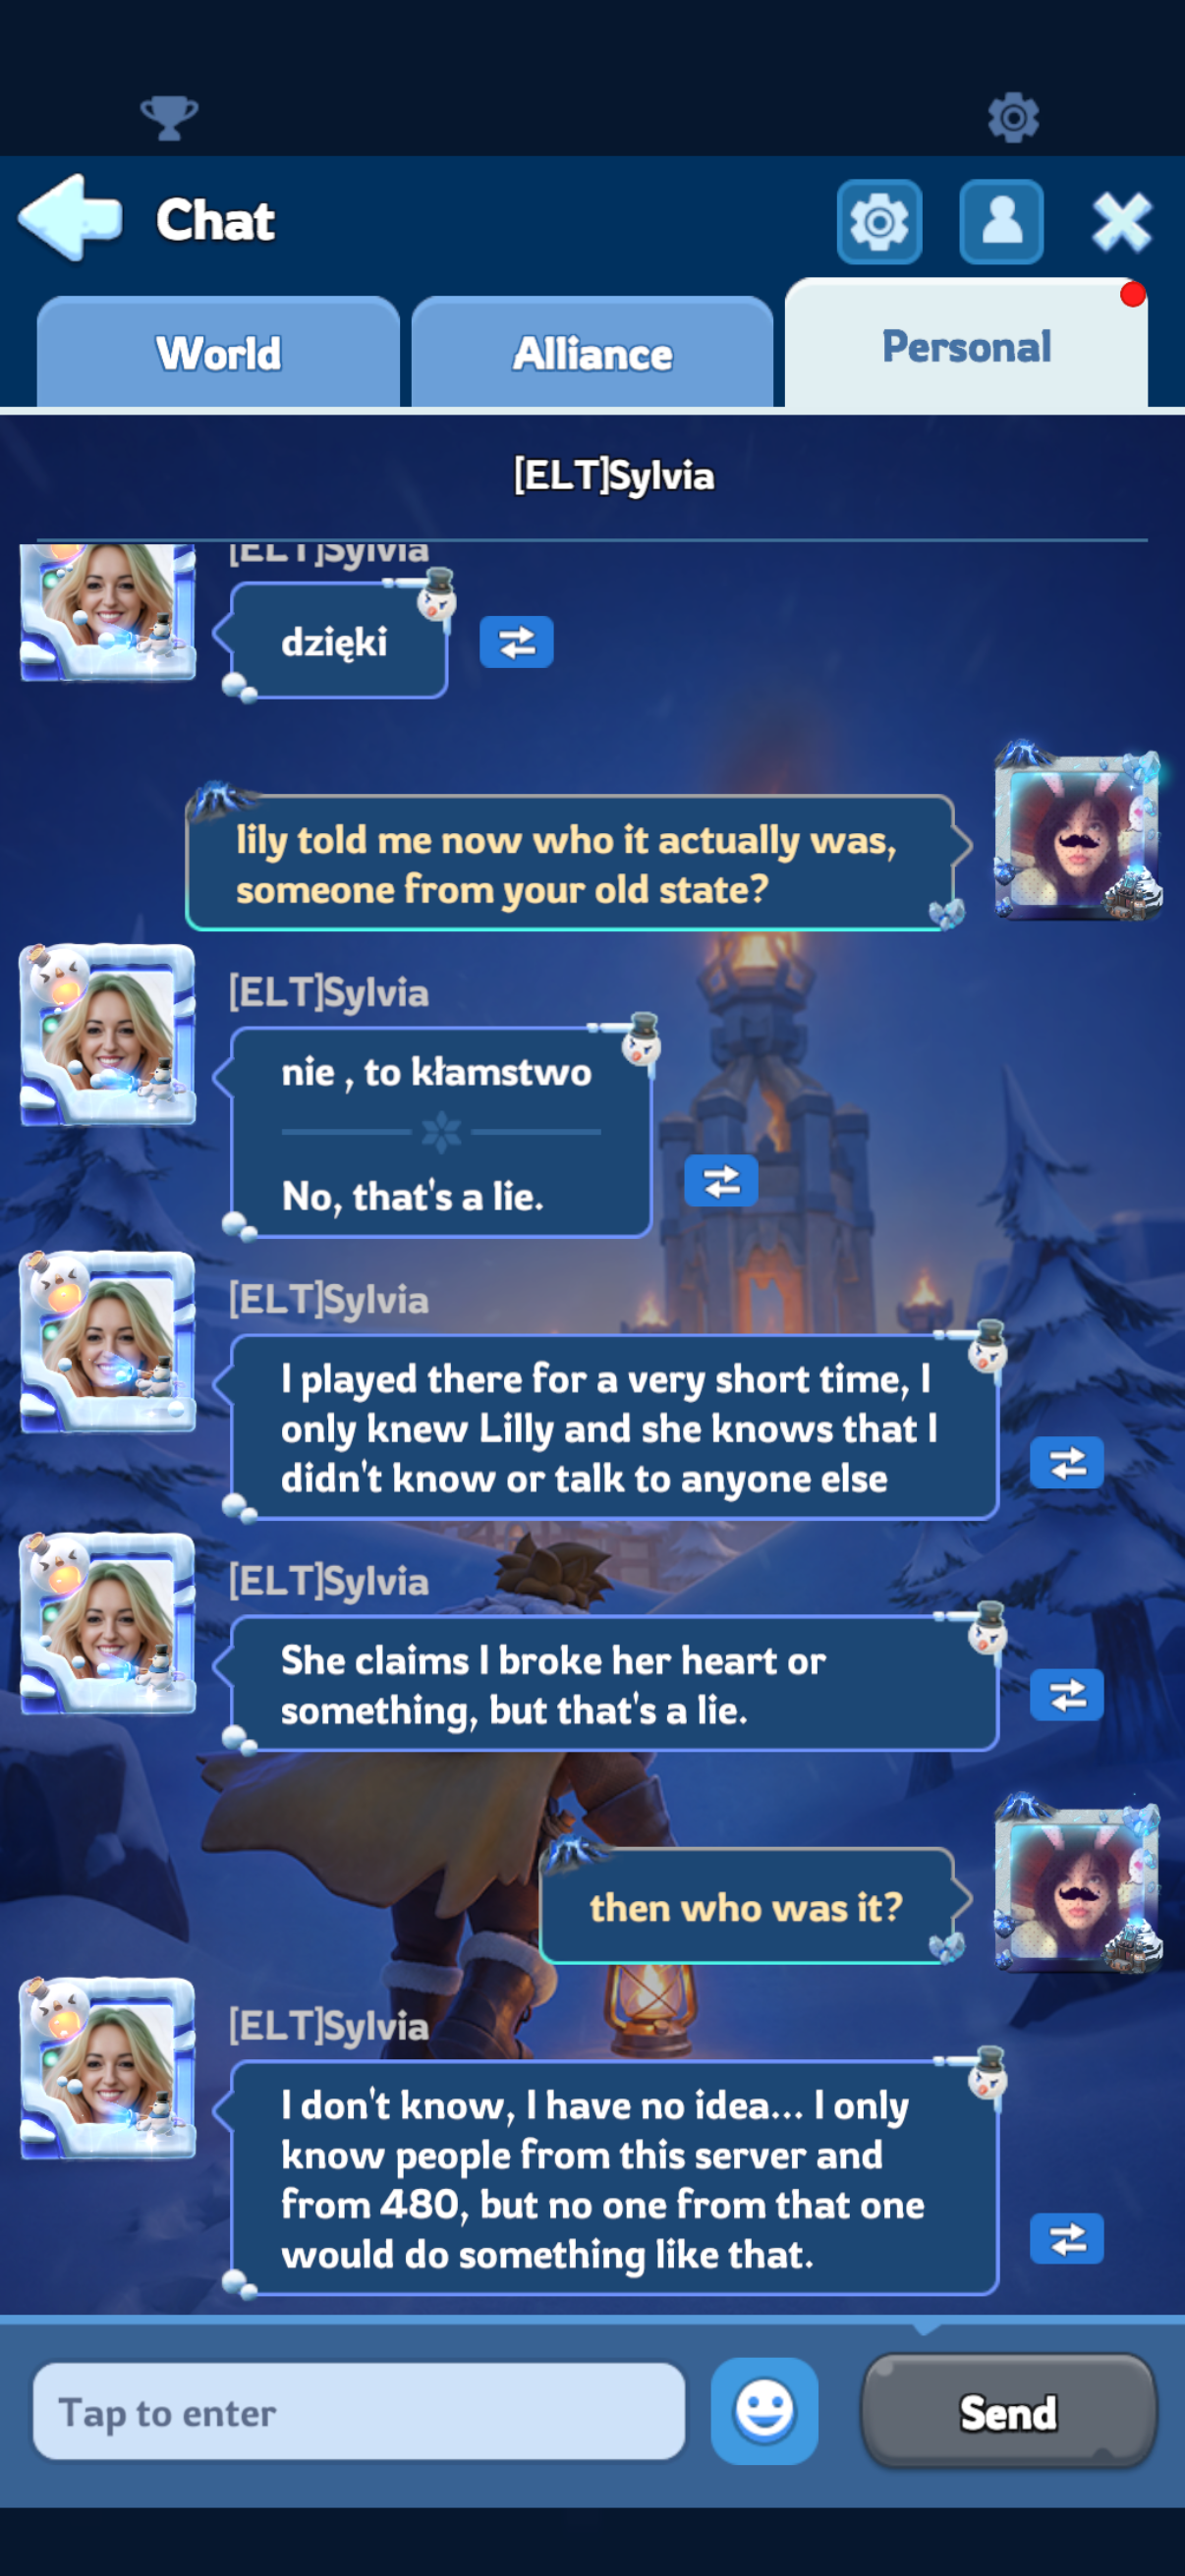 Chat
World
Alliance
Personal
[ELT]Sylvia
[ELT]Sylvia
dzięki
lily told me now who it actually was,
someone from your old state?
[ELT]Sylvia
nie , to kłamstwo
No, that's a lie.
[ELT]Sylvia
I played there for a very short time, I
only knew Lilly and she knows that I
didn't know or talk to anyone else
[ELT]Sylvia
She claims I broke her heart or
something, but that's a lie.
then who was it?
[ELT]Sylvia
I don't know, I have no idea... I only
know people from this server and
from 480, but no one from that one
would do something like that.
Tap to enter
Send